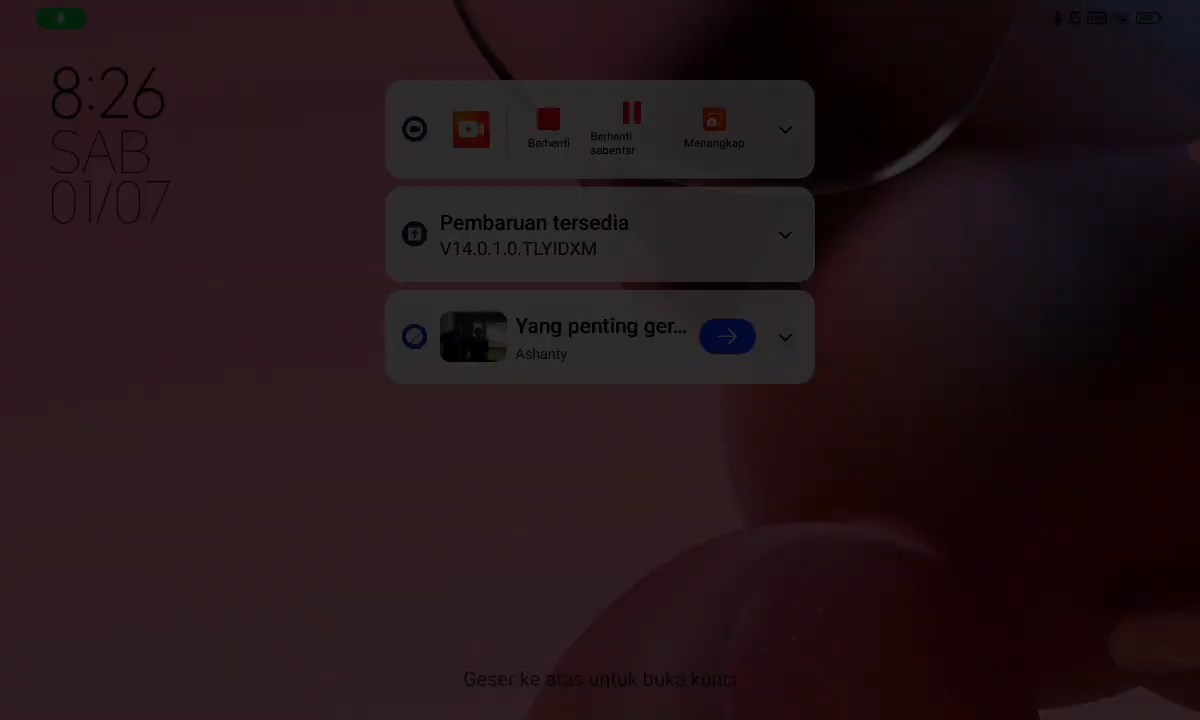 8:26
SAB
01/07
Berhenti
Berhenti
sebentar
Menangkap
Pembaruan tersedia
V14.0.1.0.TLYIDXM
Yang penting ger...
Ashanty
Geser ke atas untuk buka kunci